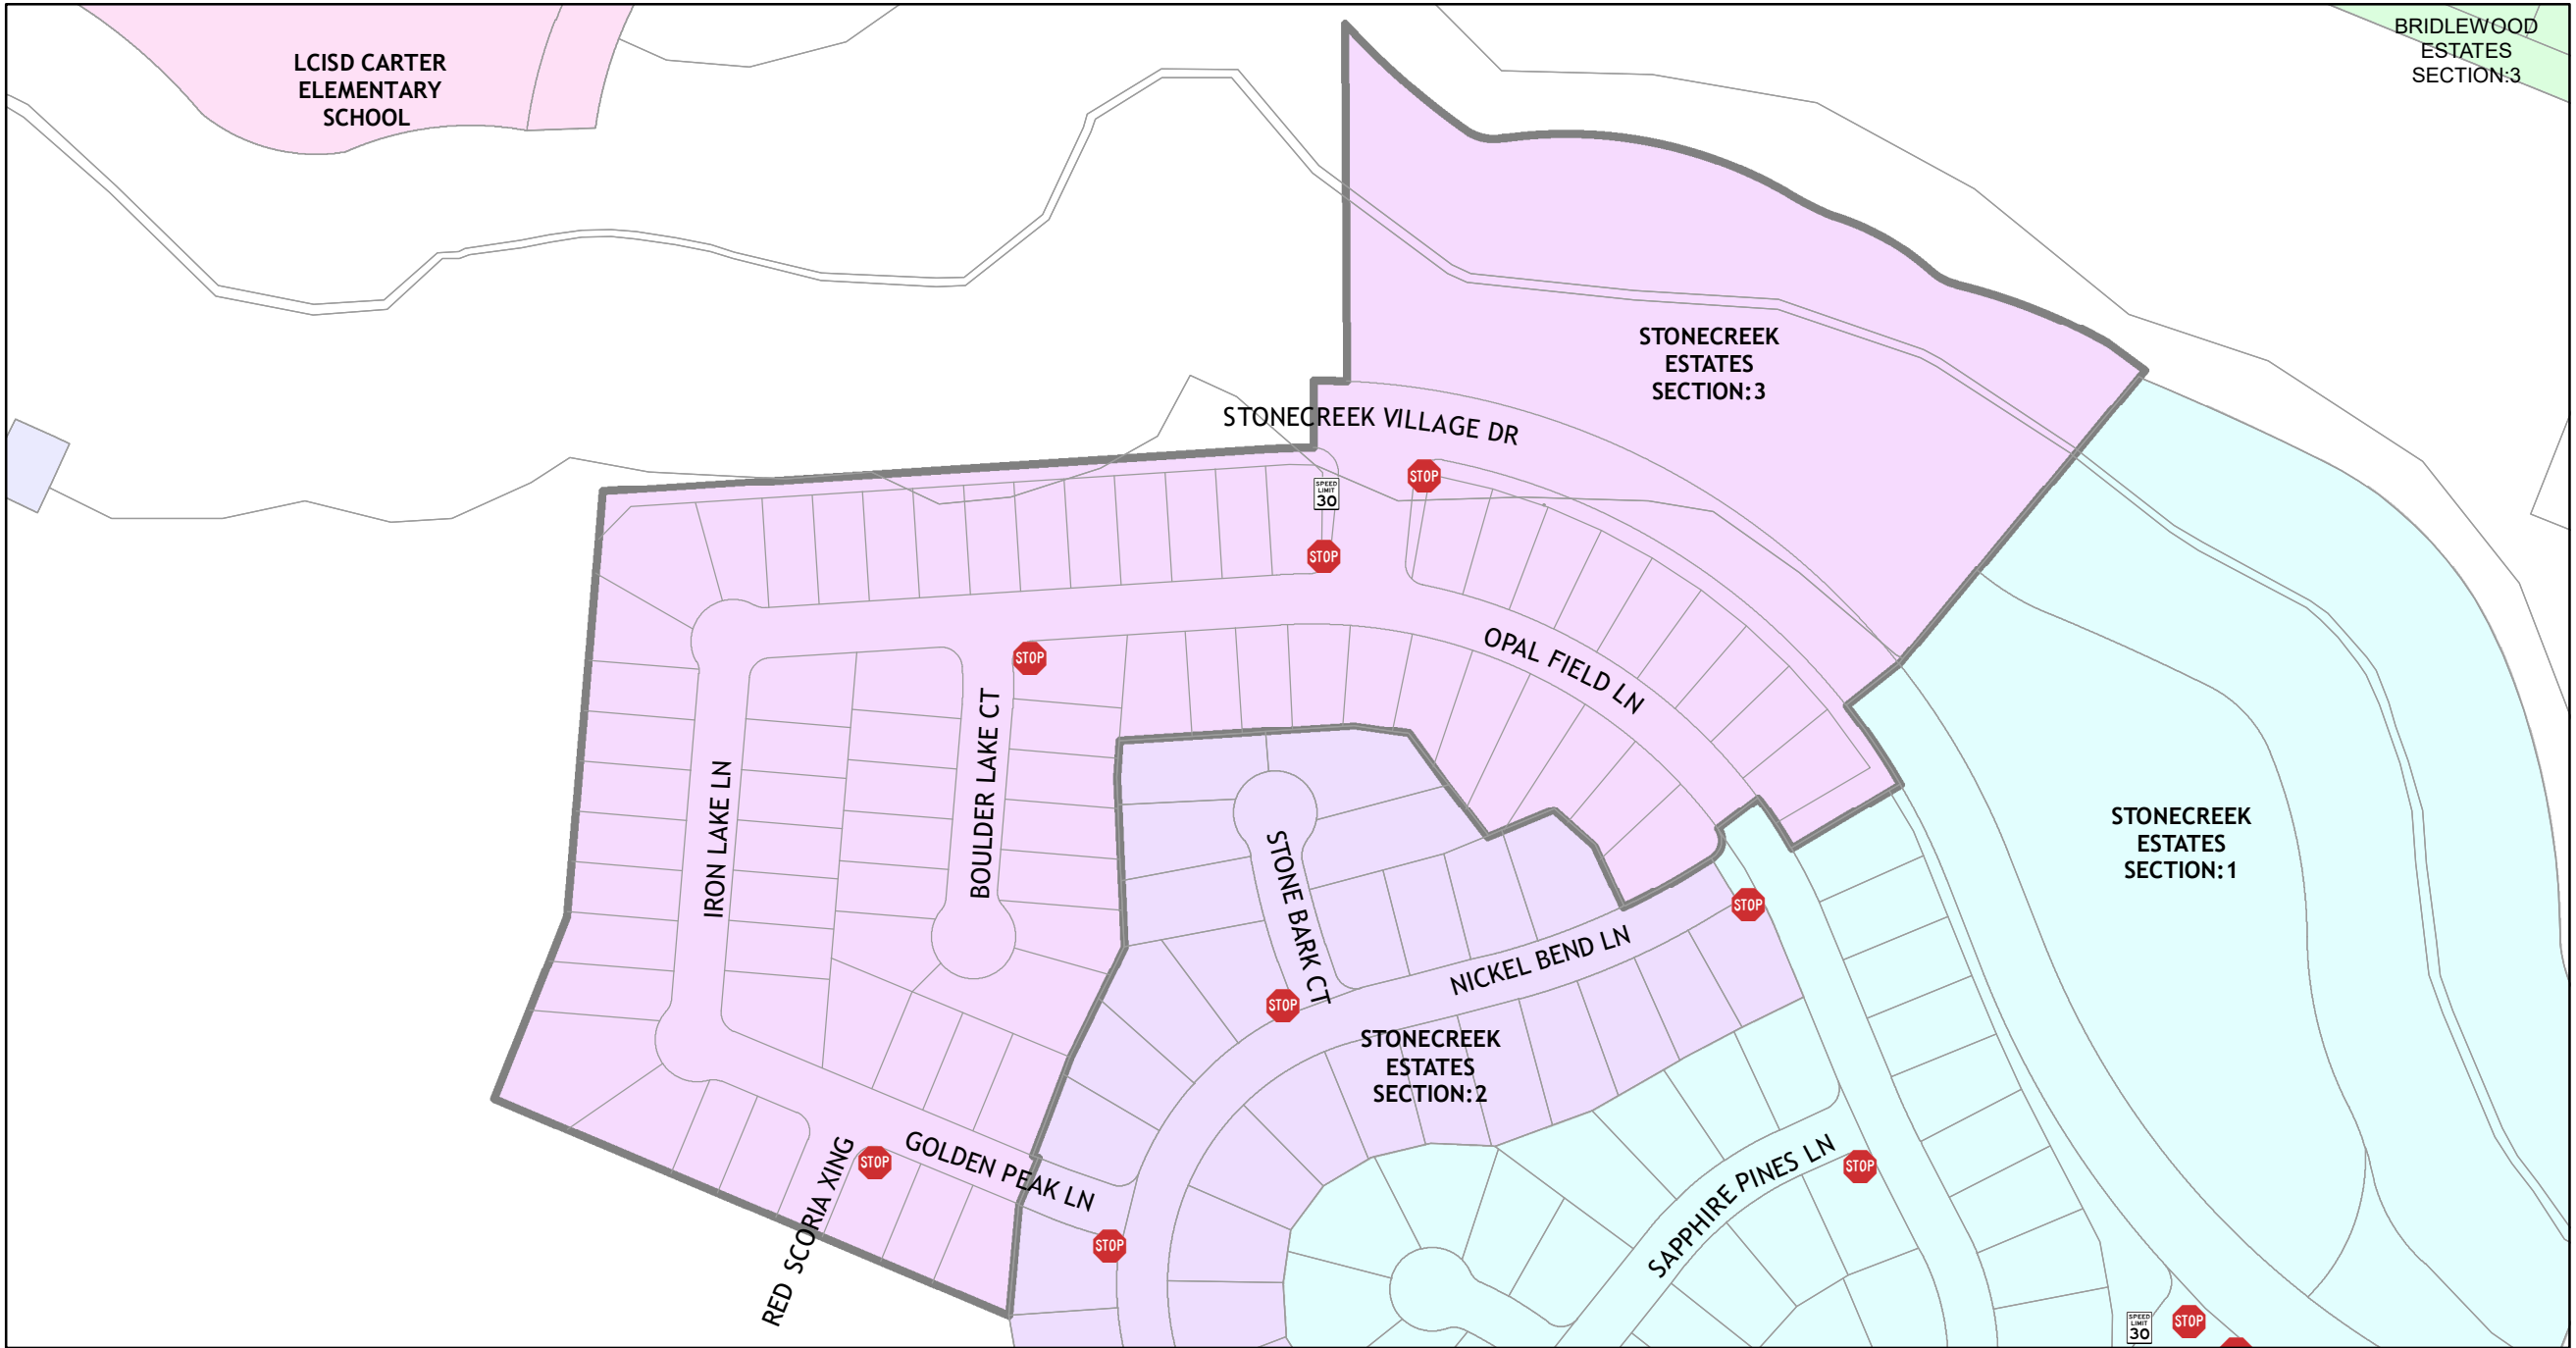 LCISD CARTER
ELEMENTARY
SCHOOL
BRIDLEWOOD
ESTATES
SECTION:3
STONECREEK
ESTATES
SECTION:3
STONECREEK VILLAGE DR
STOP
SPEED
LIMIT
30
STOP
STOP
OPAL FIELD LN
IRON LAKE LN
BOULDER LAKE CT
STONE BARK CT
STONECREEK
ESTATES
SECTION:1
STOP
NICKEL BEND LN
STOP
STONECREEK
ESTATES
SECTION:2
RED SCORIA XING
STOP
GOLDEN PEAK LN
STOP
SAPPHIRE PINES LN
STOP
SPEED
LIMIT
30
STOP